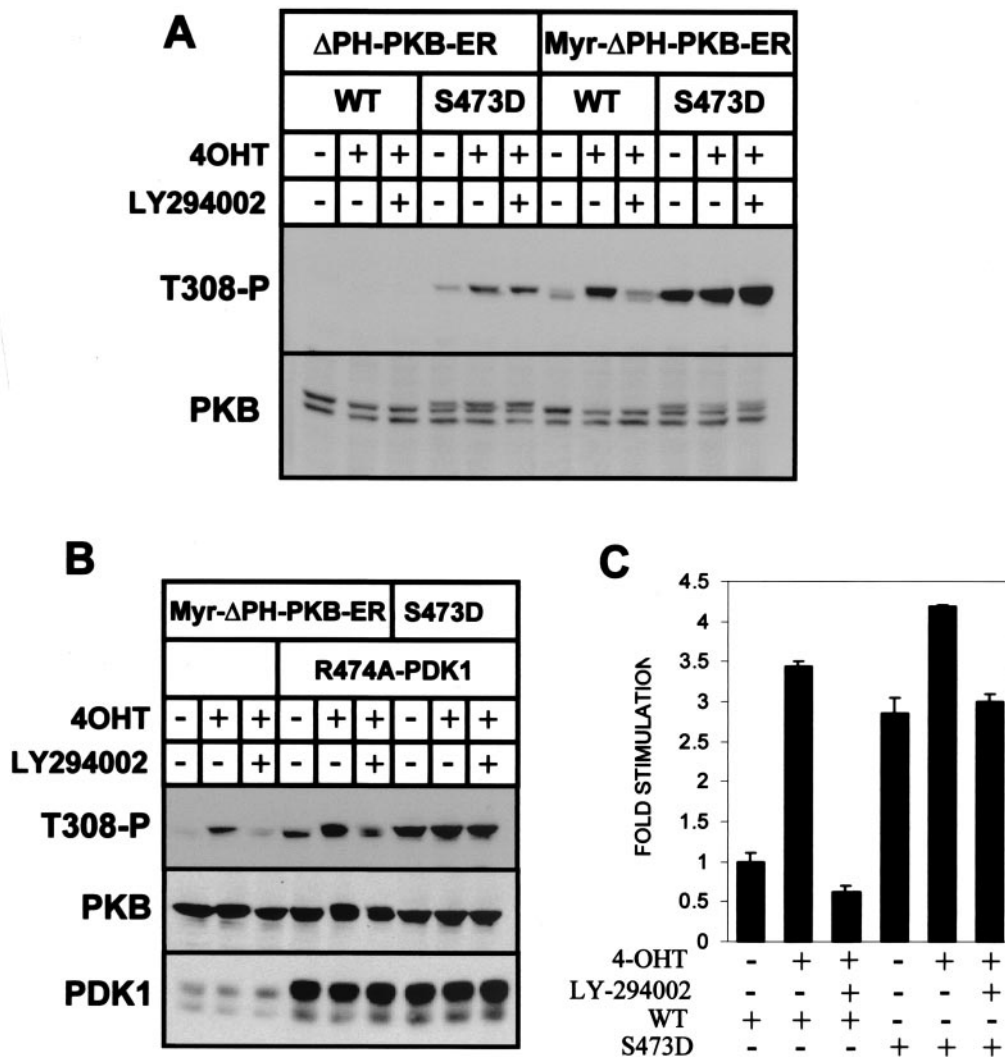 A
ΔPH-PKB-ER Myr-ΔPH-PKB-ER
WT S473D WT S473D
4OHT - + + - + + - + + - + +
LY294002 - - + - - + - - + - - +
T308-P
PKB
B
Myr-ΔPH-PKB-ER S473D
R474A-PDK1
4OHT - + + - + + - + +
LY294002 - - + - - + - - +
T308-P
PKB
PDK1
C
FOLD STIMULATION
4.5
4
3.5
3
2.5
2
1.5
1
0.5
0
4-OHT - + + - + +
LY-294002 - - + - - +
WT + + + - - -
S473D - - - + + +